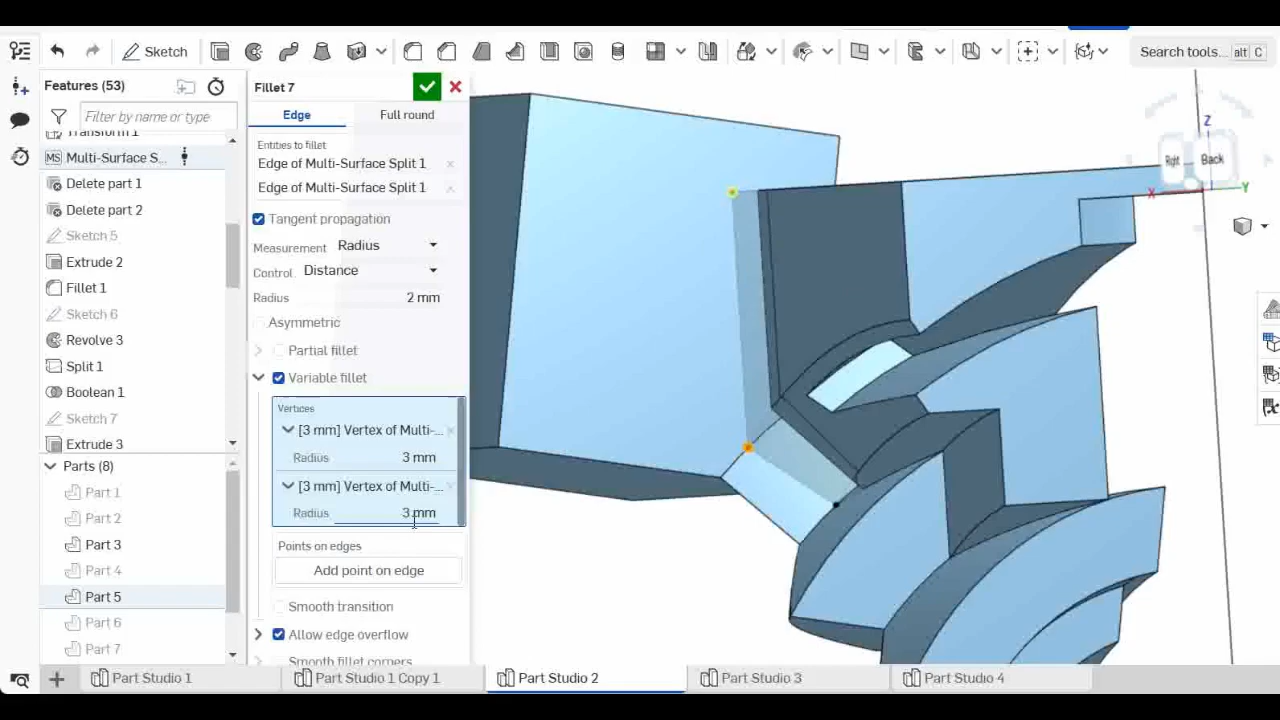 Sketch
Search tools...
alt
C
Features (53)
Filter by name or type
Transform 1
Multi-Surface S...
Delete part 1
Delete part 2
Sketch 5
Extrude 2
Fillet 1
Sketch 6
Revolve 3
Split 1
Boolean 1
Sketch 7
Extrude 3
Parts (8)
Part 1
Part 2
Part 3
Part 4
Part 5
Part 6
Part 7
Fillet 7
Edge
Full round
Entities to fillet
Edge of Multi-Surface Split 1
Edge of Multi-Surface Split 1
Tangent propagation
Measurement Radius
Control Distance
Radius 2 mm
Asymmetric
Partial fillet
Variable fillet
Vertices
[3 mm] Vertex of Multi-...
Radius 3 mm
[3 mm] Vertex of Multi-...
Radius 3 mm
Points on edges
Add point on edge
Smooth transition
Allow edge overflow
Smooth fillet corners
Z
Right
Back
X
Y
Part Studio 1
Part Studio 1 Copy 1
Part Studio 2
Part Studio 3
Part Studio 4